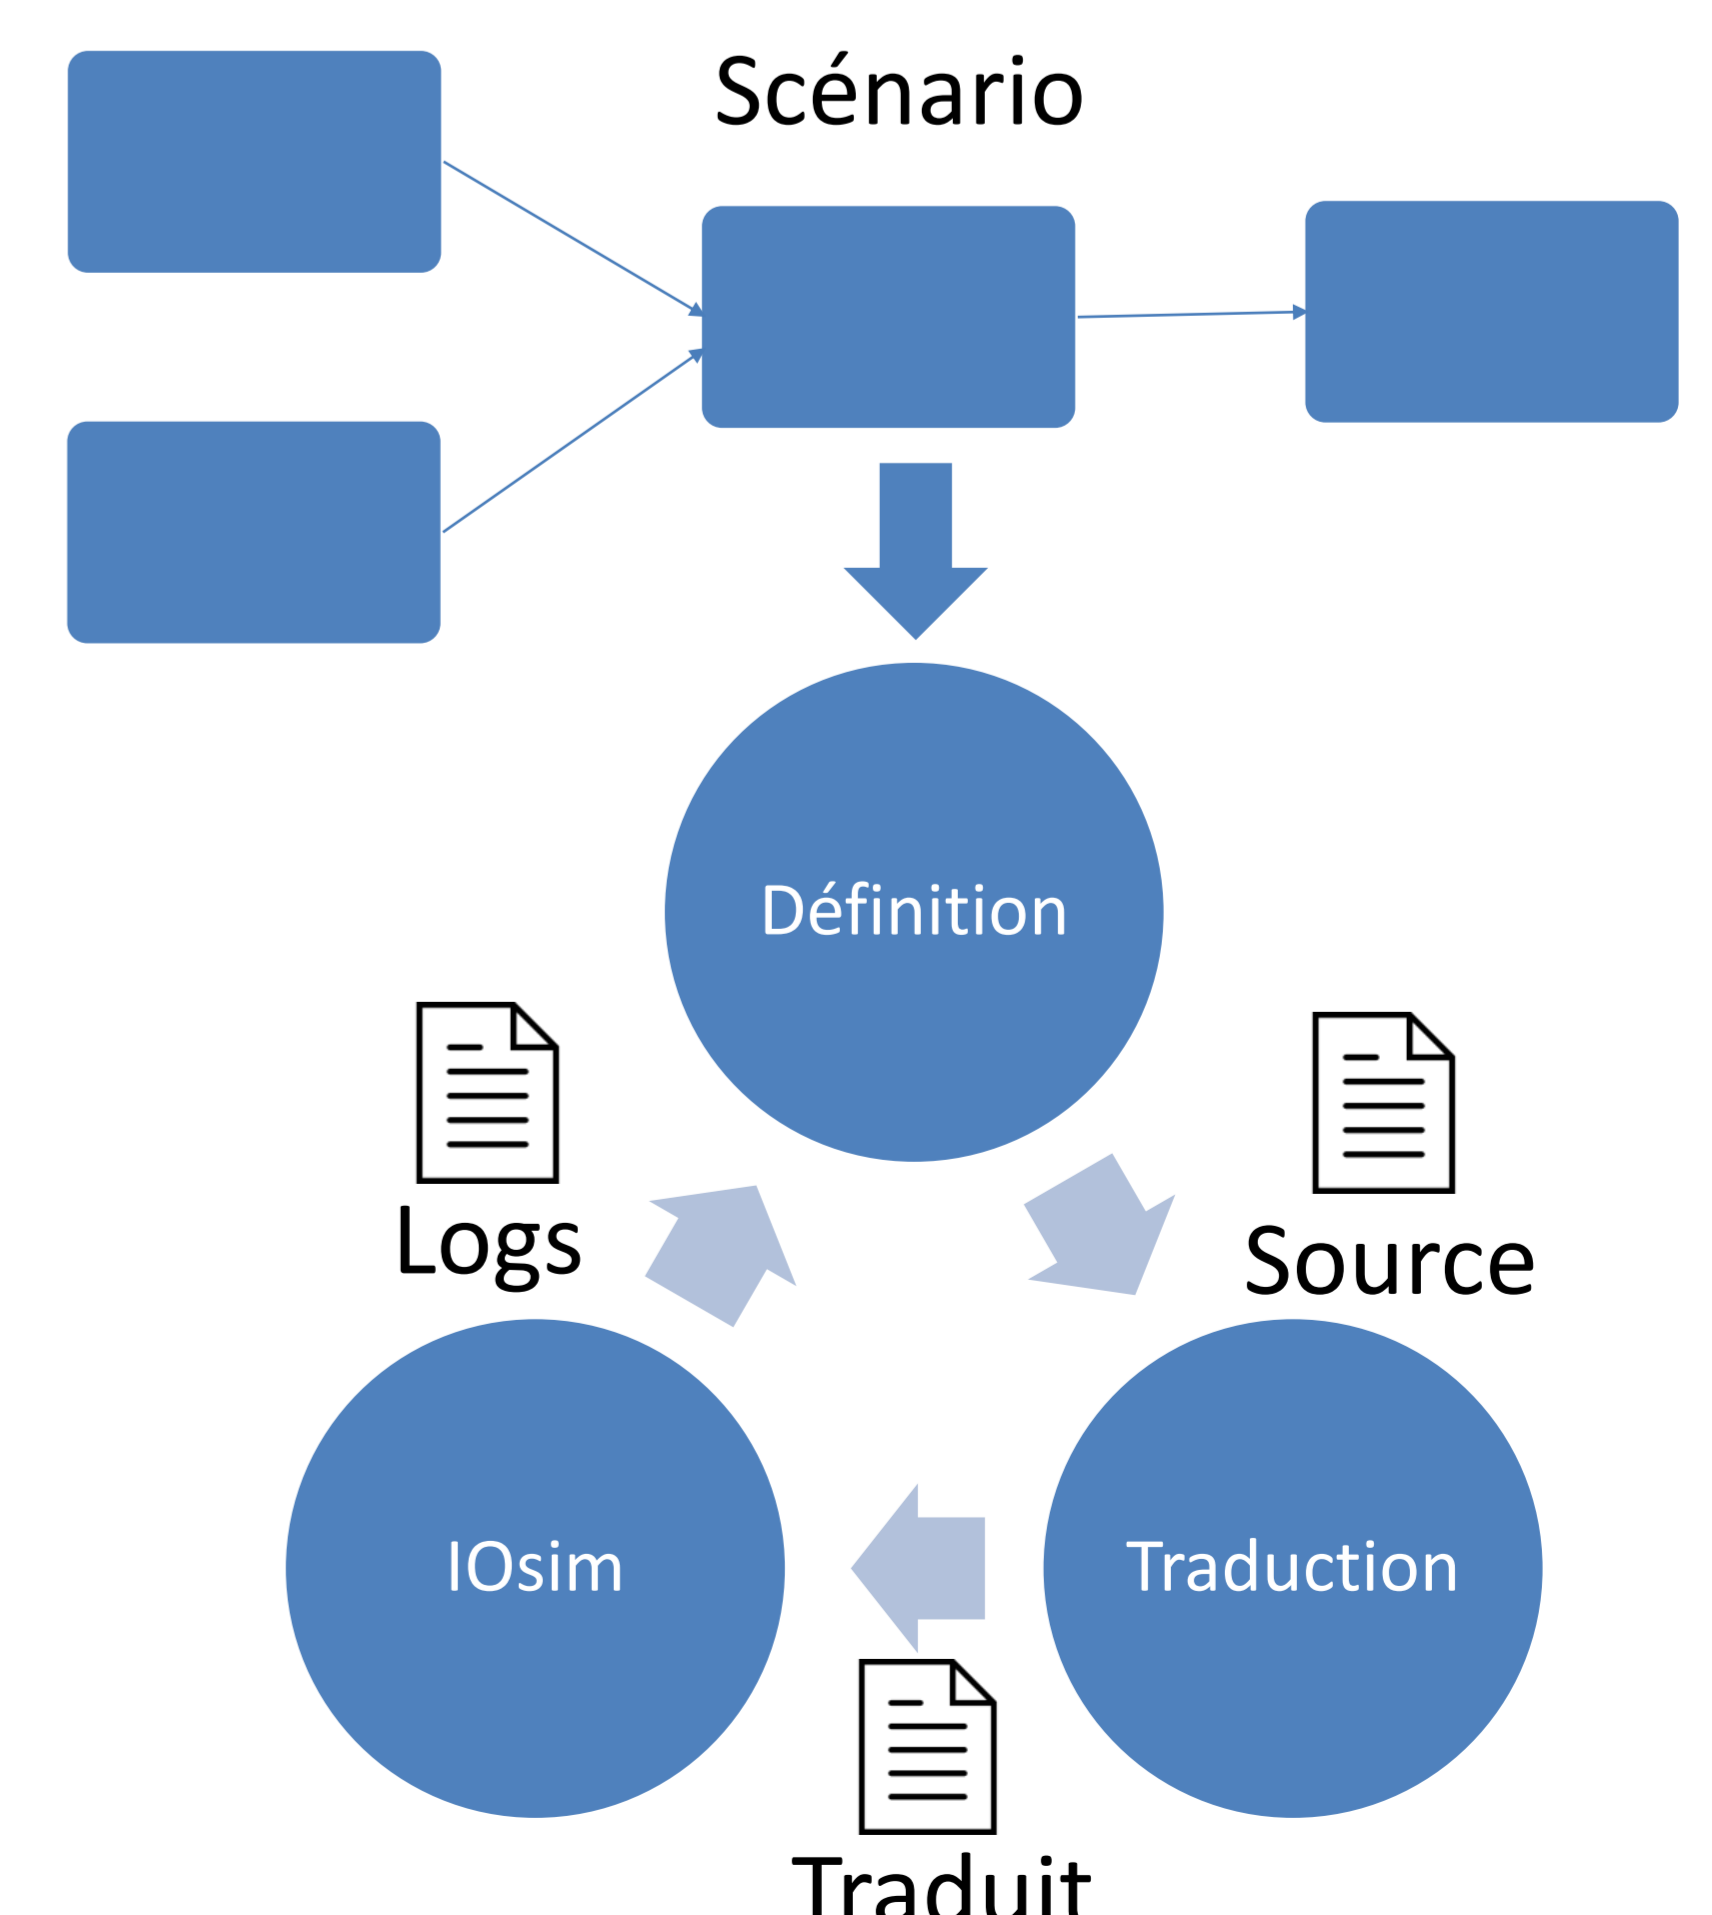 Scénario
Définition
Logs
Source
IOsim
Traduction
Traduit